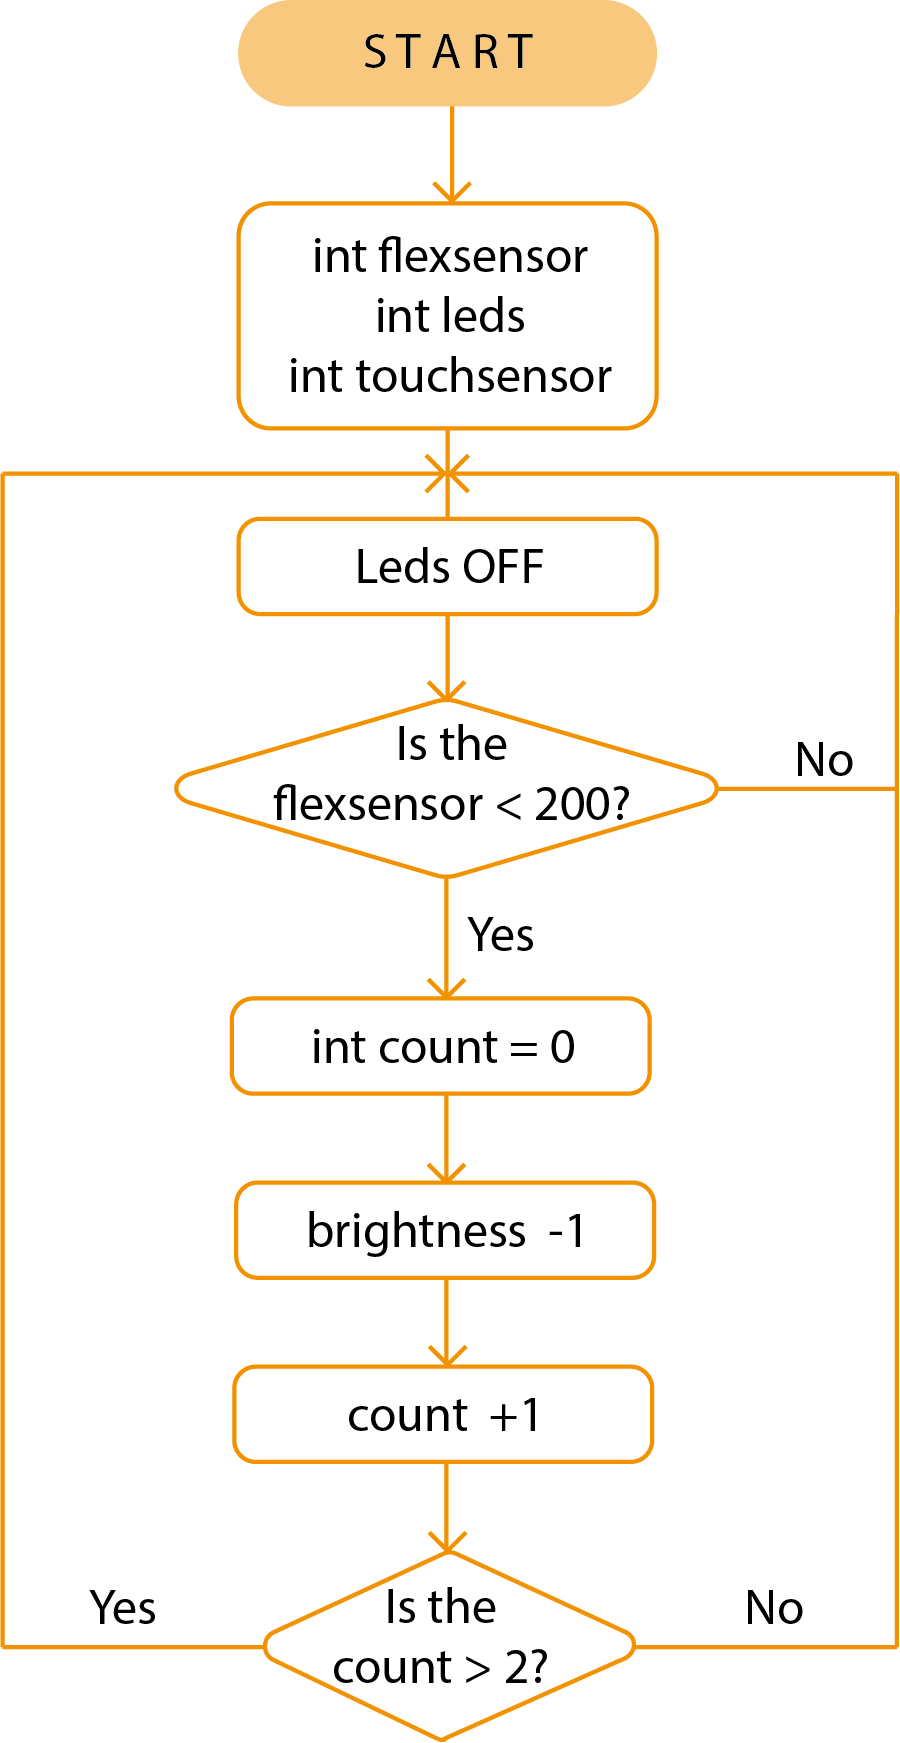 START
int flexsensor
int leds
int touchsensor
Leds OFF
Is the
flexsensor < 200?
No
Yes
int count = 0
brightness -1
count +1
Is the
count > 2?
Yes
No